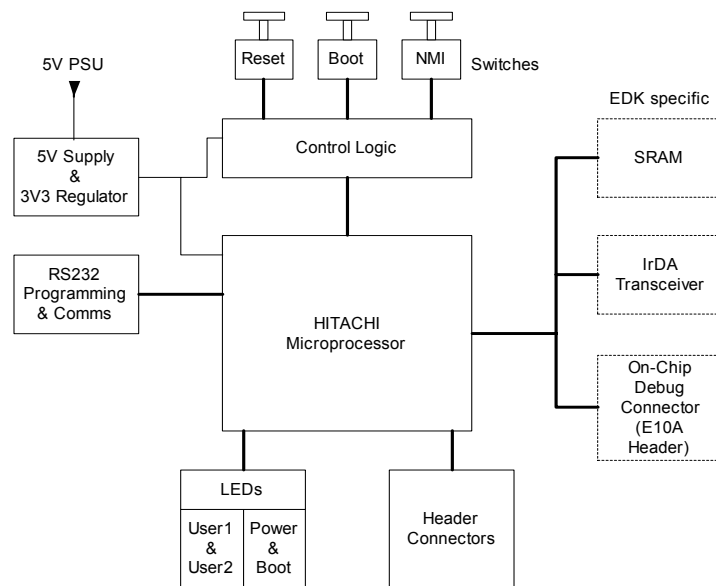 Reset
Boot
NMI
Switches
5V PSU
EDK specific
5V Supply
&
3V3 Regulator
Control Logic
SRAM
RS232
Programming
& Comms
HITACHI
Microprocessor
IrDA
Transceiver
On-Chip
Debug
Connector
(E10A
Header)
LEDs
User1
&
User2
Power
&
Boot
Header
Connectors